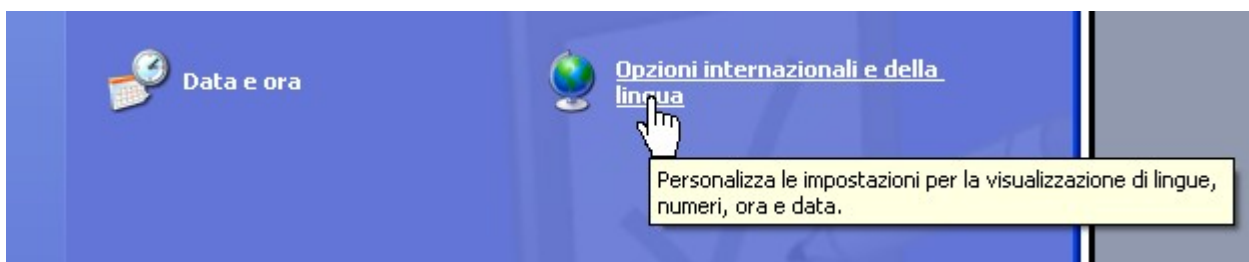 Data e ora
Opzioni internazionali e della
lingua
Personalizza le impostazioni per la visualizzazione di lingue,
numeri, ora e data.